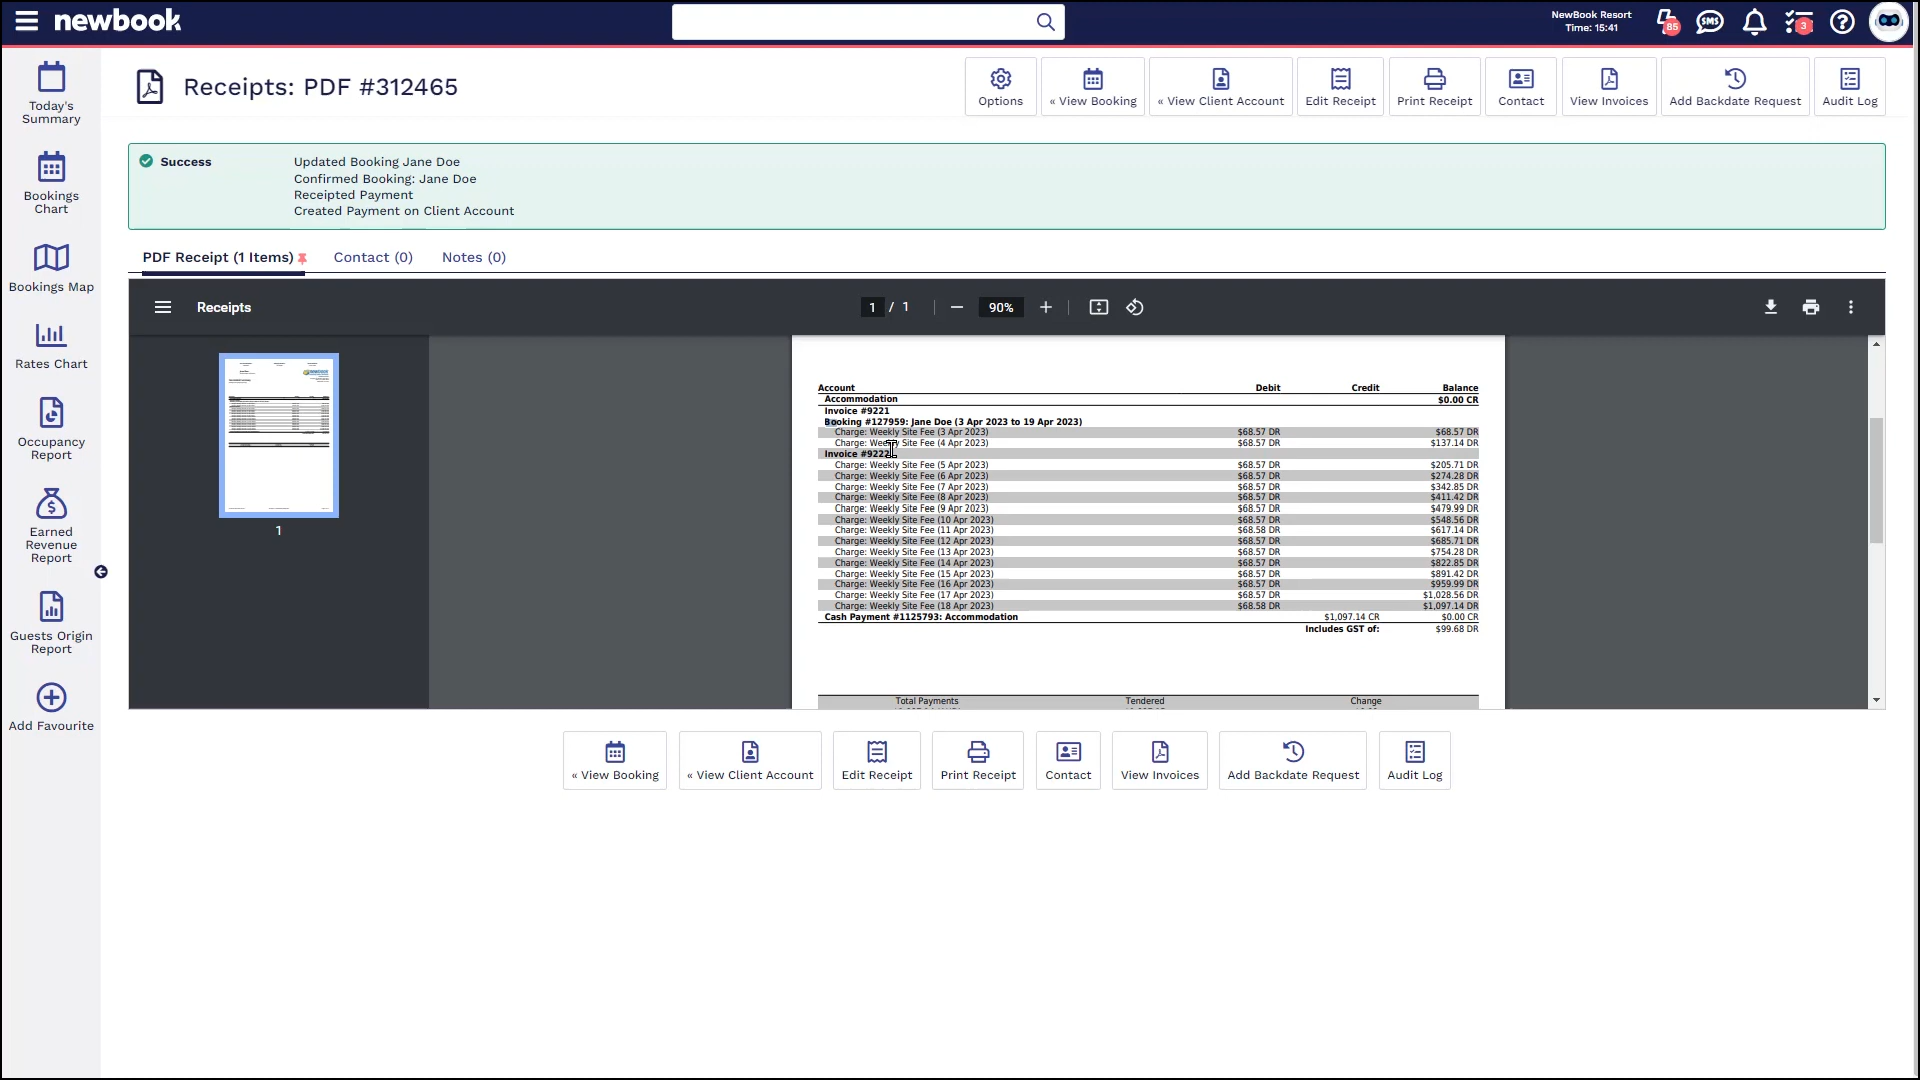 newbook
NewBook Resort
Time: 15:41
85
SMS
3
Today's
Summary
Bookings
Chart
Bookings Map
Rates Chart
Occupancy
Report
Earned
Revenue
Report
Guests Origin
Report
Add Favourite
Receipts: PDF #312465
Options
« View Booking
« View Client Account
Edit Receipt
Print Receipt
Contact
View Invoices
Add Backdate Request
Audit Log
Success
Updated Booking Jane Doe
Confirmed Booking: Jane Doe
Receipted Payment
Created Payment on Client Account
PDF Receipt (1 Items)
Contact (0)
Notes (0)
Receipts
1 / 1
90%
1
Account Debit Credit Balance
Accommodation $0.00 CR
Invoice #9221
Booking #127959: Jane Doe (3 Apr 2023 to 19 Apr 2023)
Charge: Weekly Site Fee (3 Apr 2023) $68.57 DR $68.57 DR
Charge: Weekly Site Fee (4 Apr 2023) $68.57 DR $137.14 DR
Invoice #9222
Charge: Weekly Site Fee (5 Apr 2023) $68.57 DR $205.71 DR
Charge: Weekly Site Fee (6 Apr 2023) $68.57 DR $274.28 DR
Charge: Weekly Site Fee (7 Apr 2023) $68.57 DR $342.85 DR
Charge: Weekly Site Fee (8 Apr 2023) $68.57 DR $411.42 DR
Charge: Weekly Site Fee (9 Apr 2023) $68.57 DR $479.99 DR
Charge: Weekly Site Fee (10 Apr 2023) $68.57 DR $548.56 DR
Charge: Weekly Site Fee (11 Apr 2023) $68.58 DR $617.14 DR
Charge: Weekly Site Fee (12 Apr 2023) $68.57 DR $685.71 DR
Charge: Weekly Site Fee (13 Apr 2023) $68.57 DR $754.28 DR
Charge: Weekly Site Fee (14 Apr 2023) $68.57 DR $822.85 DR
Charge: Weekly Site Fee (15 Apr 2023) $68.57 DR $891.42 DR
Charge: Weekly Site Fee (16 Apr 2023) $68.57 DR $959.99 DR
Charge: Weekly Site Fee (17 Apr 2023) $68.57 DR $1,028.56 DR
Charge: Weekly Site Fee (18 Apr 2023) $68.58 DR $1,097.14 DR
Cash Payment #1125793: Accommodation $1,097.14 CR $0.00 CR
Includes GST of: $99.68 DR
Total Payments Tendered Change
« View Booking
« View Client Account
Edit Receipt
Print Receipt
Contact
View Invoices
Add Backdate Request
Audit Log